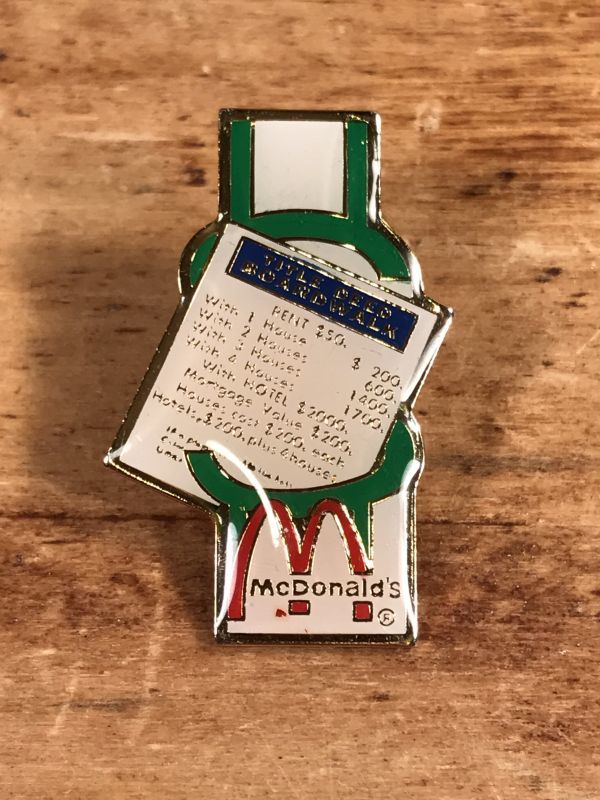 TITLE DEED
BOARDWALK
RENT $50.
With 1 House $ 200.
With 2 Houses 600.
With 3 Houses 1400.
With 4 Houses 1700.
With HOTEL $2000.
Mortgage Value $200.
Houses cost $200. each
Hotels, $200. plus 4 houses
McDonald's
®